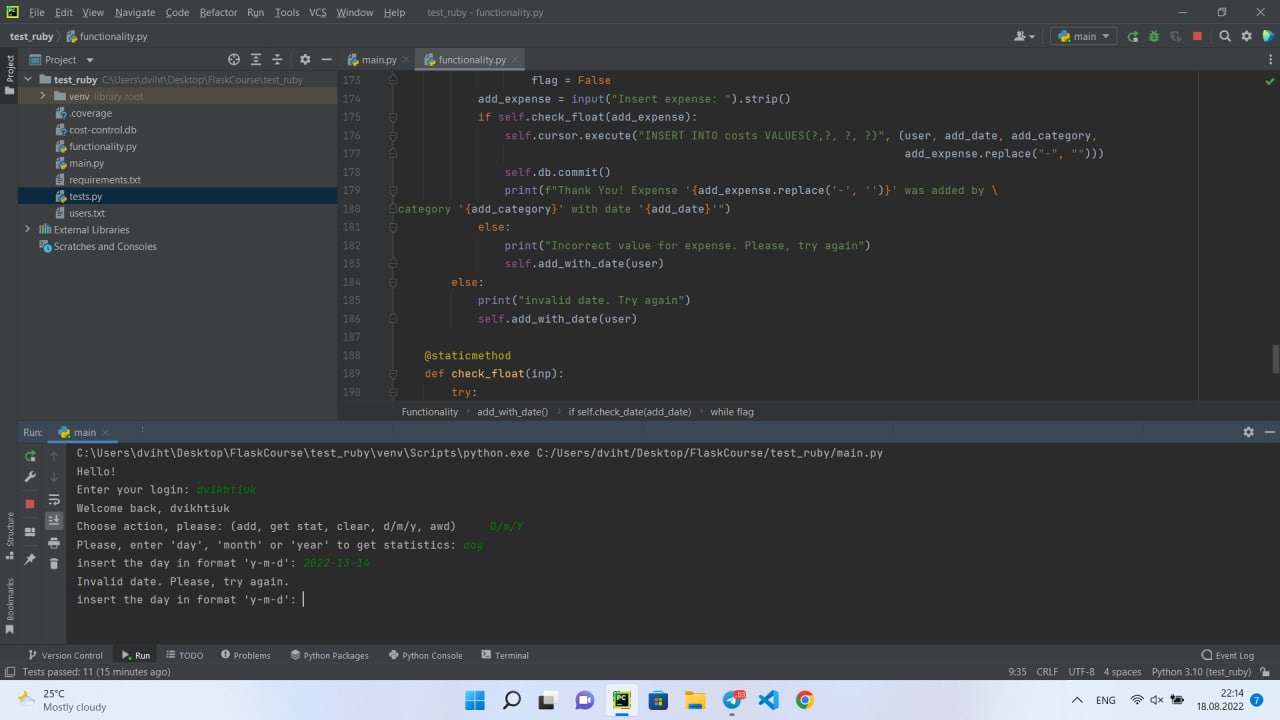 File Edit View Navigate Code Refactor Run Tools VCS Window Help test_ruby - functionality.py
test_ruby functionality.py main
Project
Project
main.py
functionality.py
test_ruby C:\Users\dviht\Desktop\FlaskCourse\test_ruby
venv library root
.coverage
cost-control.db
functionality.py
main.py
requirements.txt
tests.py
users.txt
External Libraries
Scratches and Consoles
173 flag = False
174 add_expense = input("Insert expense: ").strip()
175 if self.check_float(add_expense):
176 self.cursor.execute("INSERT INTO costs VALUES(?,?, ?, ?)", (user, add_date, add_category,
177 add_expense.replace("-", "")))
178 self.db.commit()
179 print(f"Thank You! Expense '{add_expense.replace('-', '')}' was added by \
180 category '{add_category}' with date '{add_date}'")
181 else:
182 print("Incorrect value for expense. Please, try again")
183 self.add_with_date(user)
184 else:
185 print("invalid date. Try again")
186 self.add_with_date(user)
187
188 @staticmethod
189 def check_float(inp):
190 try:
Functionality › add_with_date() › if self.check_date(add_date) › while flag
Run: main
C:\Users\dviht\Desktop\FlaskCourse\test_ruby\venv\Scripts\python.exe C:/Users/dviht/Desktop/FlaskCourse/test_ruby/main.py
Hello!
Enter your login: dvikhtiuk
Welcome back, dvikhtiuk
Choose action, please: (add, get stat, clear, d/m/y, awd) D/m/Y
Please, enter 'day', 'month' or 'year' to get statistics: day
insert the day in format 'y-m-d': 2022-13-14
Invalid date. Please, try again.
insert the day in format 'y-m-d':
Structure
Bookmarks
Version Control Run TODO Problems Python Packages Python Console Terminal Event Log
Tests passed: 11 (15 minutes ago) 9:35 CRLF UTF-8 4 spaces Python 3.10 (test_ruby)
25°C
Mostly cloudy
PC
.03
ENG
22:14
18.08.2022
7